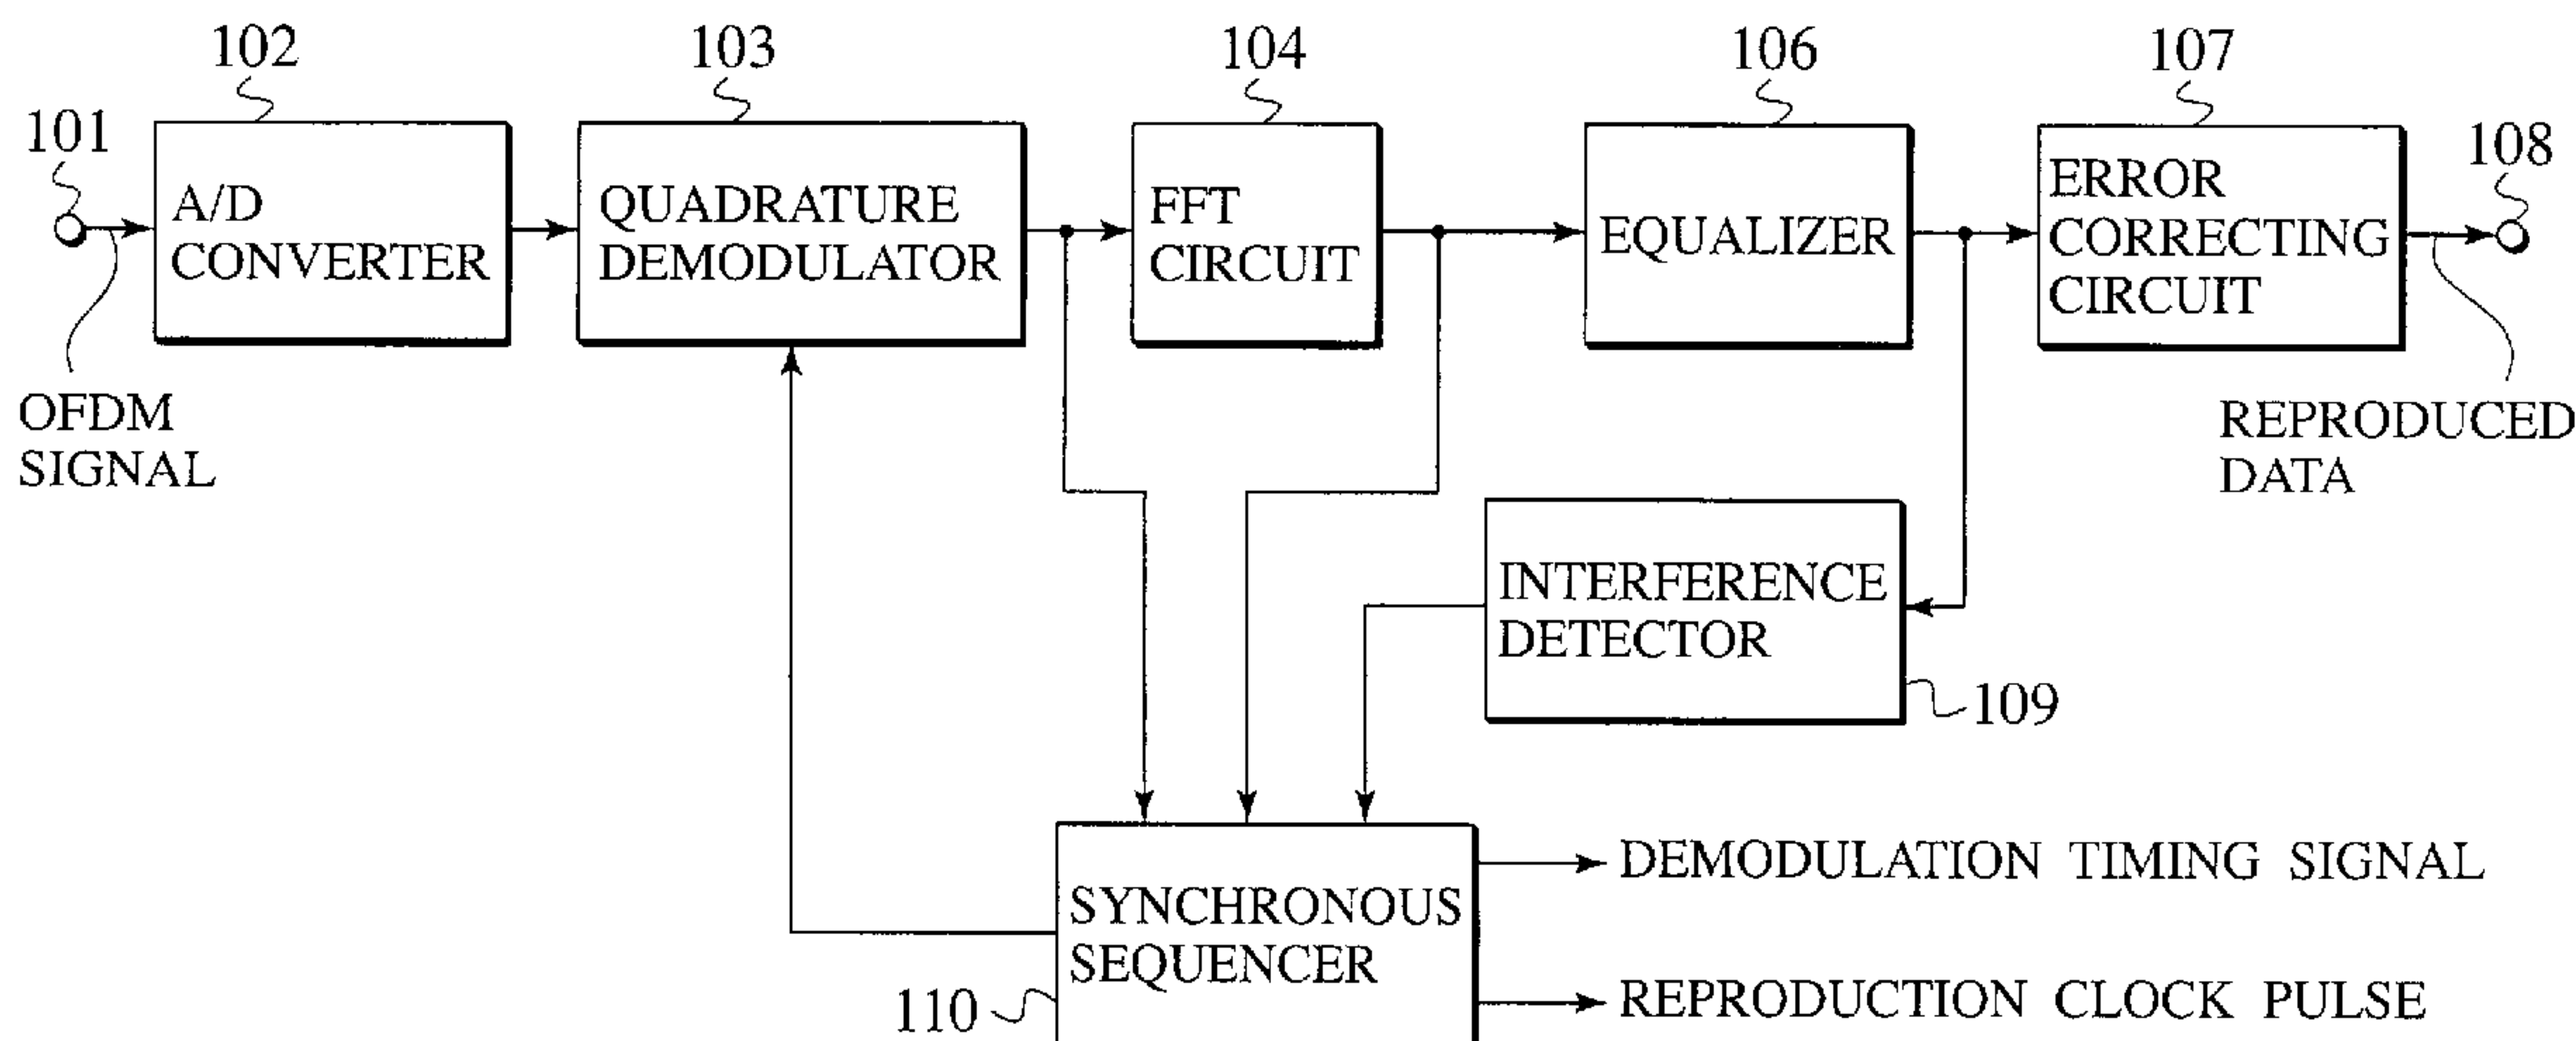 102
103
104
106
107
101
108
A/D
CONVERTER
QUADRATURE
DEMODULATOR
FFT
CIRCUIT
EQUALIZER
ERROR
CORRECTING
CIRCUIT
OFDM
SIGNAL
REPRODUCED
DATA
INTERFERENCE
DETECTOR
109
SYNCHRONOUS
SEQUENCER
110
DEMODULATION TIMING SIGNAL
REPRODUCTION CLOCK PULSE